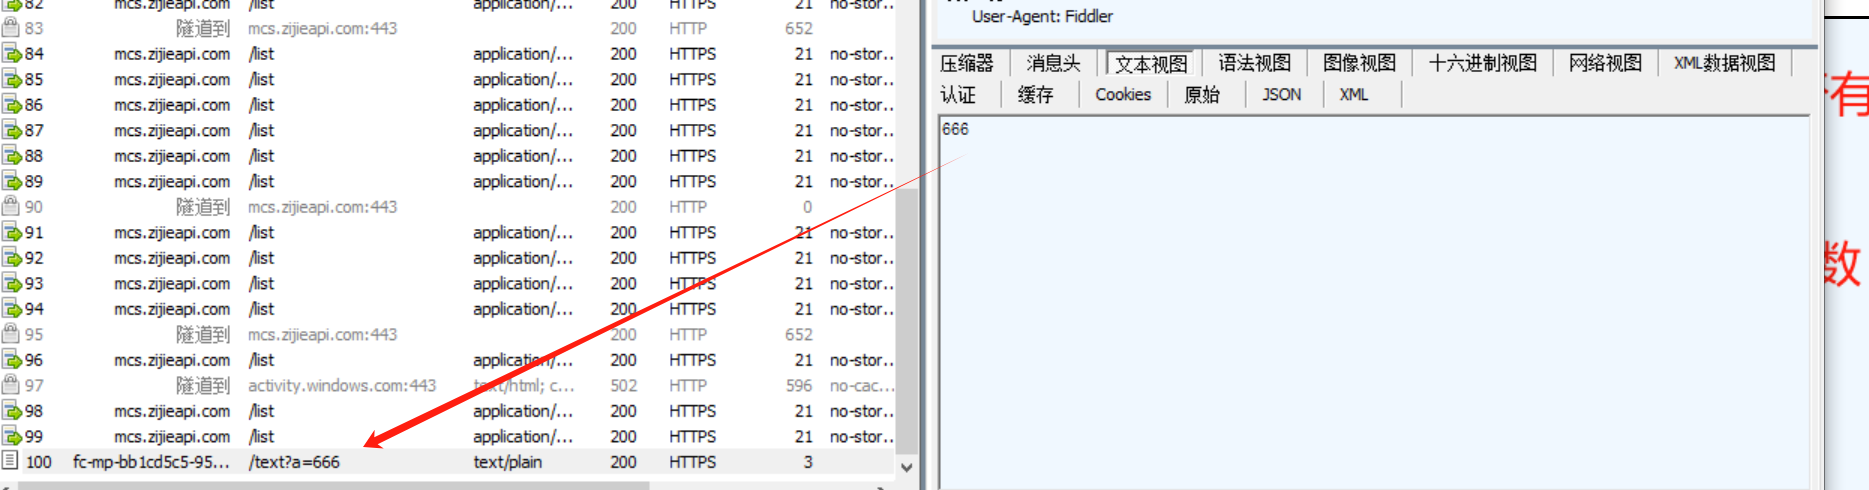 82 mcs.zijieapi.com /list application/... 200 HTTPS 21 no-stor..
83 隧道到 mcs.zijieapi.com:443 200 HTTP 652
84 mcs.zijieapi.com /list application/... 200 HTTPS 21 no-stor..
85 mcs.zijieapi.com /list application/... 200 HTTPS 21 no-stor..
86 mcs.zijieapi.com /list application/... 200 HTTPS 21 no-stor..
87 mcs.zijieapi.com /list application/... 200 HTTPS 21 no-stor..
88 mcs.zijieapi.com /list application/... 200 HTTPS 21 no-stor..
89 mcs.zijieapi.com /list application/... 200 HTTPS 21 no-stor..
90 隧道到 mcs.zijieapi.com:443 200 HTTP 0
91 mcs.zijieapi.com /list application/... 200 HTTPS 21 no-stor..
92 mcs.zijieapi.com /list application/... 200 HTTPS 21 no-stor..
93 mcs.zijieapi.com /list application/... 200 HTTPS 21 no-stor..
94 mcs.zijieapi.com /list application/... 200 HTTPS 21 no-stor..
95 隧道到 mcs.zijieapi.com:443 200 HTTP 652
96 mcs.zijieapi.com /list application/... 200 HTTPS 21 no-stor..
97 隧道到 activity.windows.com:443 text/html; c... 502 HTTP 596 no-cac...
98 mcs.zijieapi.com /list application/... 200 HTTPS 21 no-stor..
99 mcs.zijieapi.com /list application/... 200 HTTPS 21 no-stor..
100 fc-mp-bb1cd5c5-95... /text?a=666 text/plain 200 HTTPS 3
User-Agent: Fiddler
压缩器 消息头 文本视图 语法视图 图像视图 十六进制视图 网络视图 XML数据视图
认证 缓存 Cookies 原始 JSON XML
666
有
数